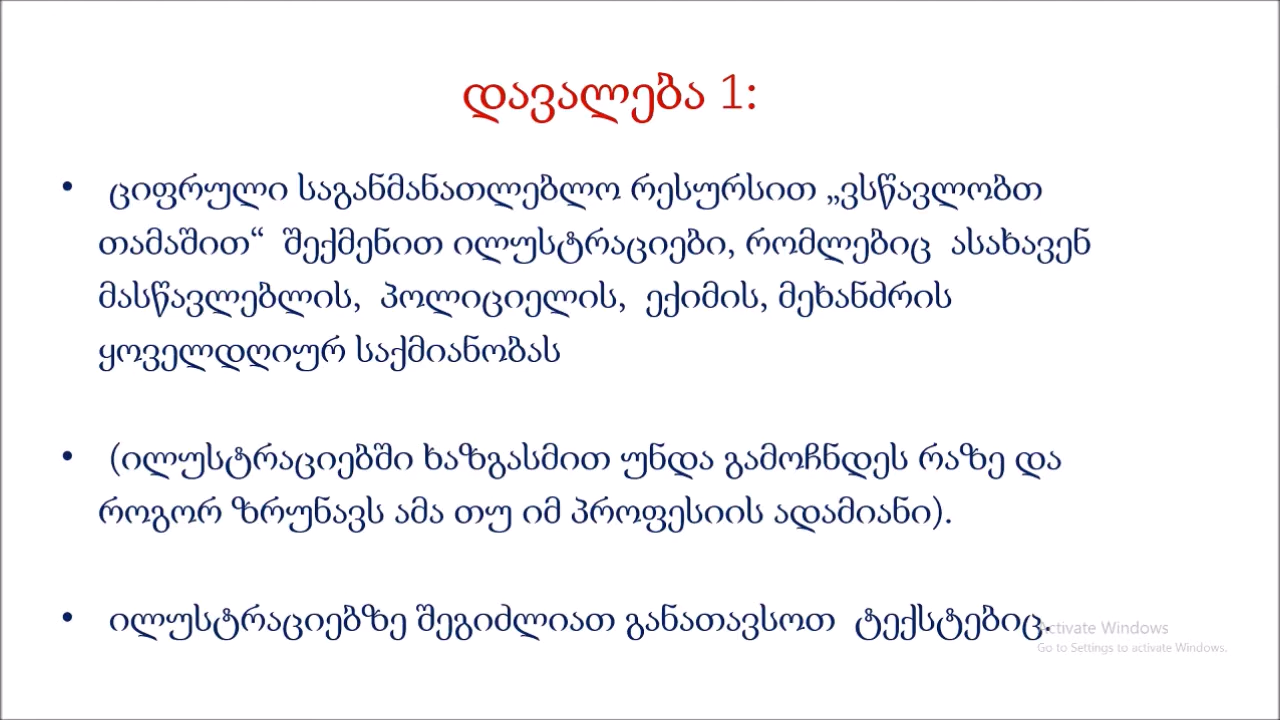 დავალება 1:
• ციფრული საგანმანათლებლო რესურსით „ვსწავლობთ
თამაშით“ შექმენით ილუსტრაციები, რომლებიც ასახავენ
მასწავლებლის, პოლიციელის, ექიმის, მეხანძრის
ყოველდღიურ საქმიანობას
• (ილუსტრაციებში ხაზგასმით უნდა გამოჩნდეს რაზე და
როგორ ზრუნავს ამა თუ იმ პროფესიის ადამიანი).
• ილუსტრაციებზე შეგიძლიათ განათავსოთ ტექსტებიც.
Activate Windows
Go to Settings to activate Windows.